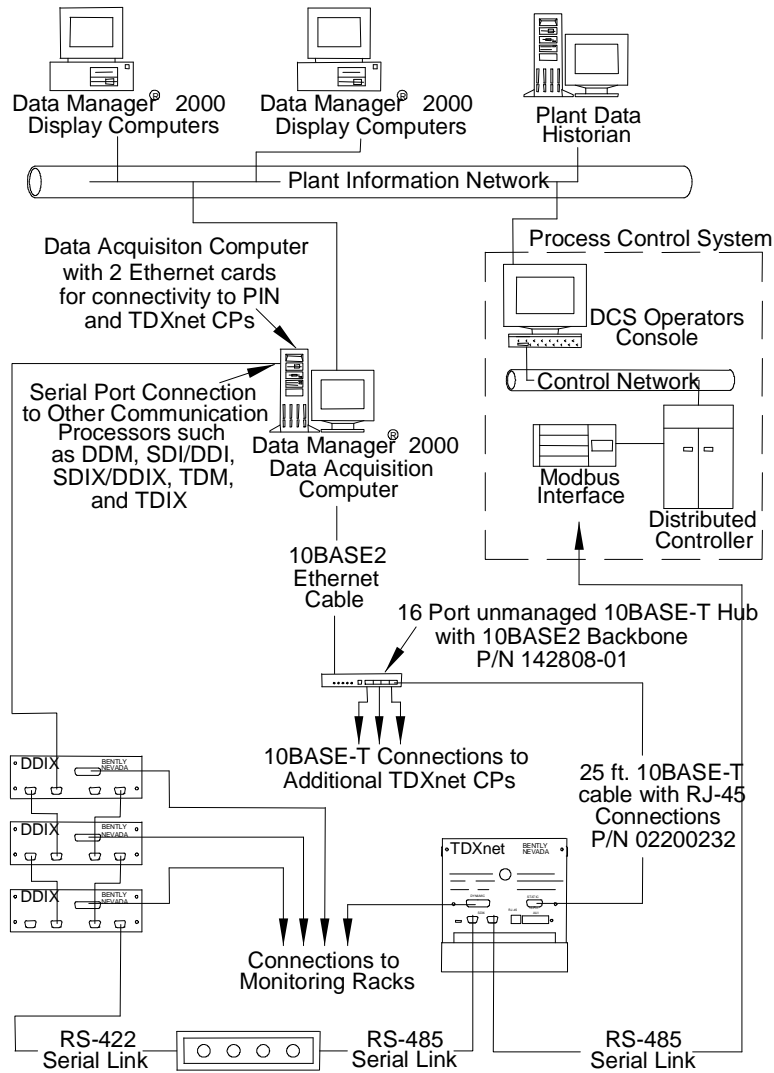 Data Manager® 2000
Display Computers
Data Manager® 2000
Display Computers
Plant Data
Historian
Plant Information Network
Data Acquisiton Computer
with 2 Ethernet cards
for connectivity to PIN
and TDXnet CPs
Process Control System
DCS Operators
Console
Control Network
Modbus
Interface
Distributed
Controller
Serial Port Connection
to Other Communication
Processors such
as DDM, SDI/DDI,
SDIX/DDIX, TDM,
and TDIX
Data Manager® 2000
Data Acquisition
Computer
10BASE2
Ethernet
Cable
16 Port unmanaged 10BASE-T Hub
with 10BASE2 Backbone
P/N 142808-01
10BASE-T Connections to
Additional TDXnet CPs
25 ft. 10BASE-T
cable with RJ-45
Connections
P/N 02200232
DDIX
BENTLY
NEVADA
DDIX
BENTLY
NEVADA
DDIX
BENTLY
NEVADA
TDXnet
BENTLY
NEVADA
DYNAMIC
STATIC
RJ-45
Connections to
Monitoring Racks
RS-422
Serial Link
RS-485
Serial Link
RS-485
Serial Link